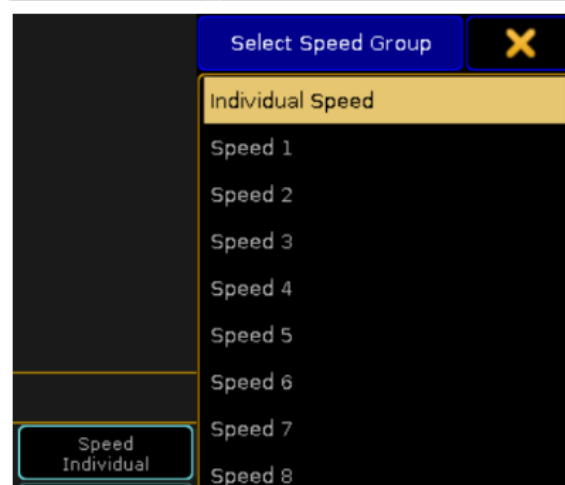 Select Speed Group
Individual Speed
Speed 1
Speed 2
Speed 3
Speed 4
Speed 5
Speed 6
Speed 7
Speed 8
Speed
Individual